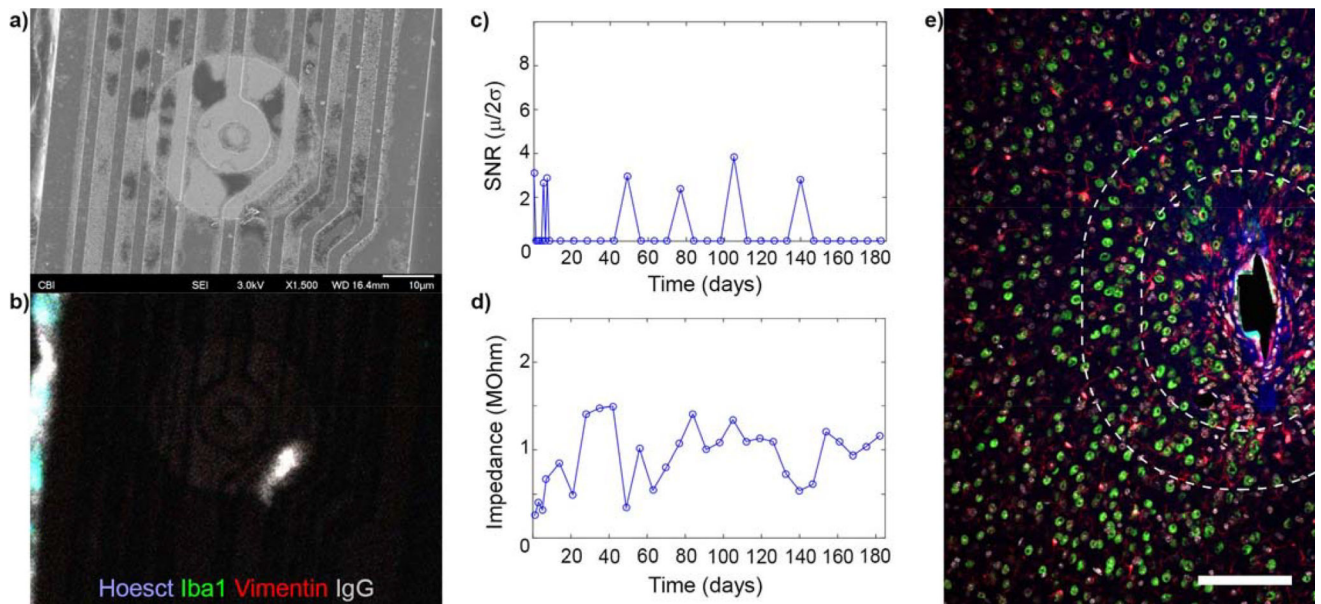 a)
CBI SEI 3.0kV X1,500 WD 16.4mm 10µm
b)
Hoesct Iba1 Vimentin IgG
c)
SNR (µ/2σ)
8
6
4
2
0
20 40 60 80 100 120 140 160 180
Time (days)
d)
Impedance (MOhm)
2
1
0
20 40 60 80 100 120 140 160 180
Time (days)
e)